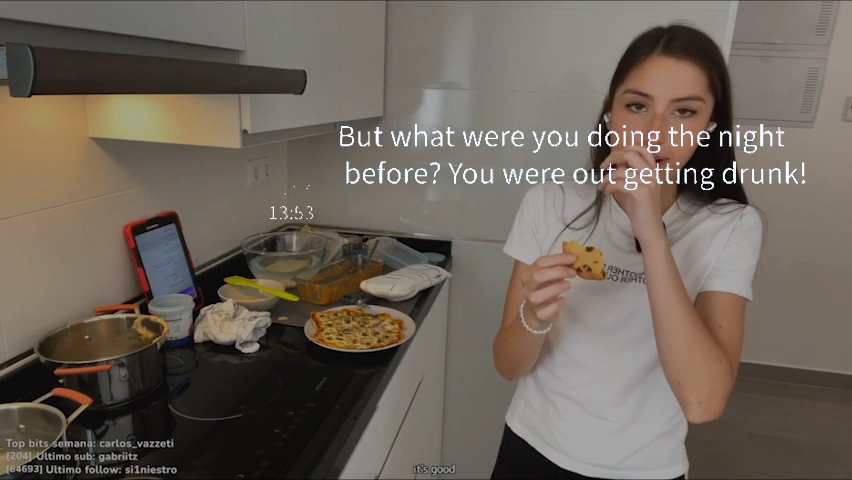 But what were you doing the night
before? You were out getting drunk!
13:53
Top bits semana: carlos_vazzeti
[204] Ultimo sub: gabriitz
[64693] Ultimo follow: si1niestro
it's good